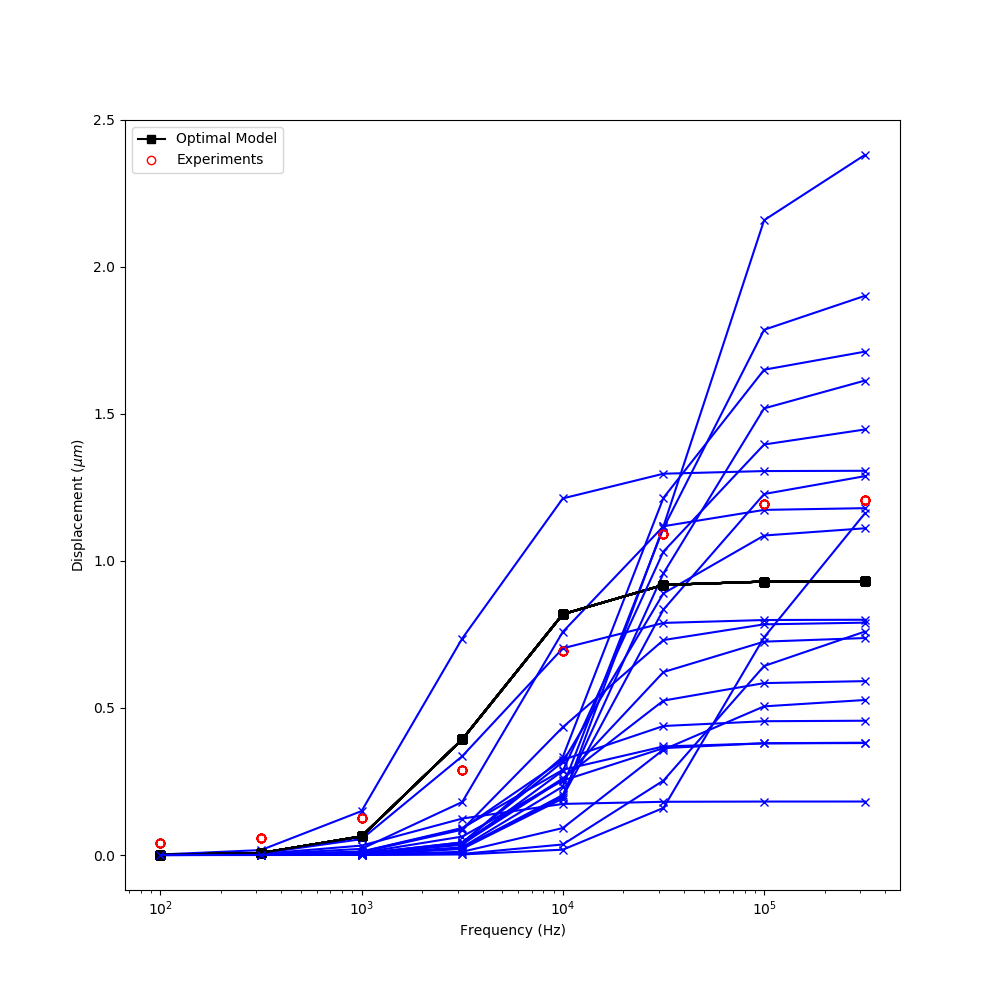 Optimal Model
Experiments
2.5
2.0
1.5
1.0
0.5
0.0
Displacement (μm)
10²
10³
10⁴
10⁵
Frequency (Hz)